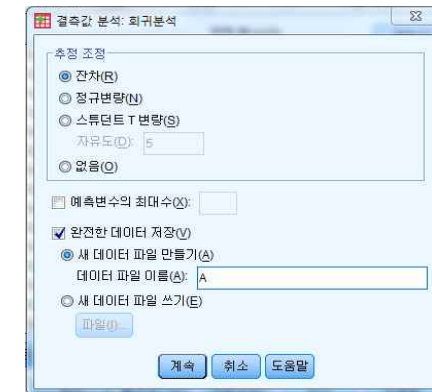 결측값 분석: 회귀분석
추정 조정
잔차(R)
정규변량(N)
스튜던트 T 변량(S)
자유도(D): 5
없음(O)
예측변수의 최대수(X):
완전한 데이터 저장(V)
새 데이터 파일 만들기(A)
데이터 파일 이름(A): A
새 데이터 파일 쓰기(E)
파일(I)...
계속 취소 도움말